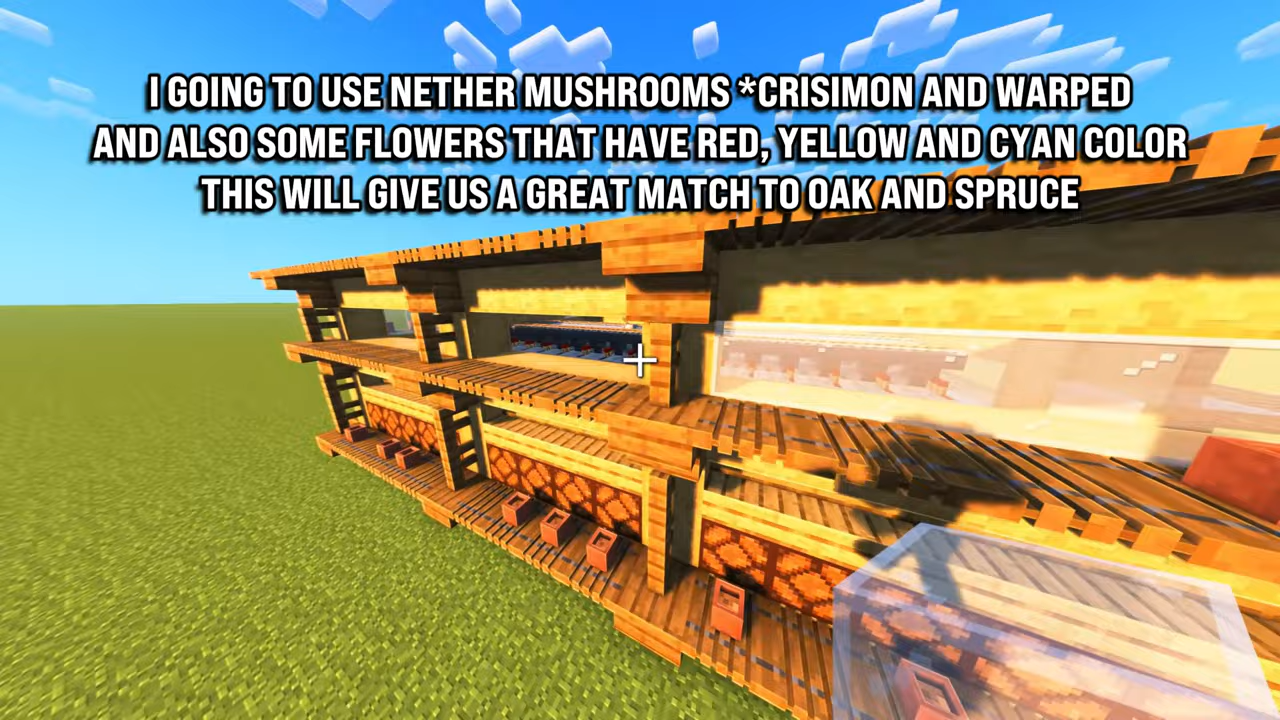 I GOING TO USE NETHER MUSHROOMS *CRISIMON AND WARPED
AND ALSO SOME FLOWERS THAT HAVE RED, YELLOW AND CYAN COLOR
THIS WILL GIVE US A GREAT MATCH TO OAK AND SPRUCE